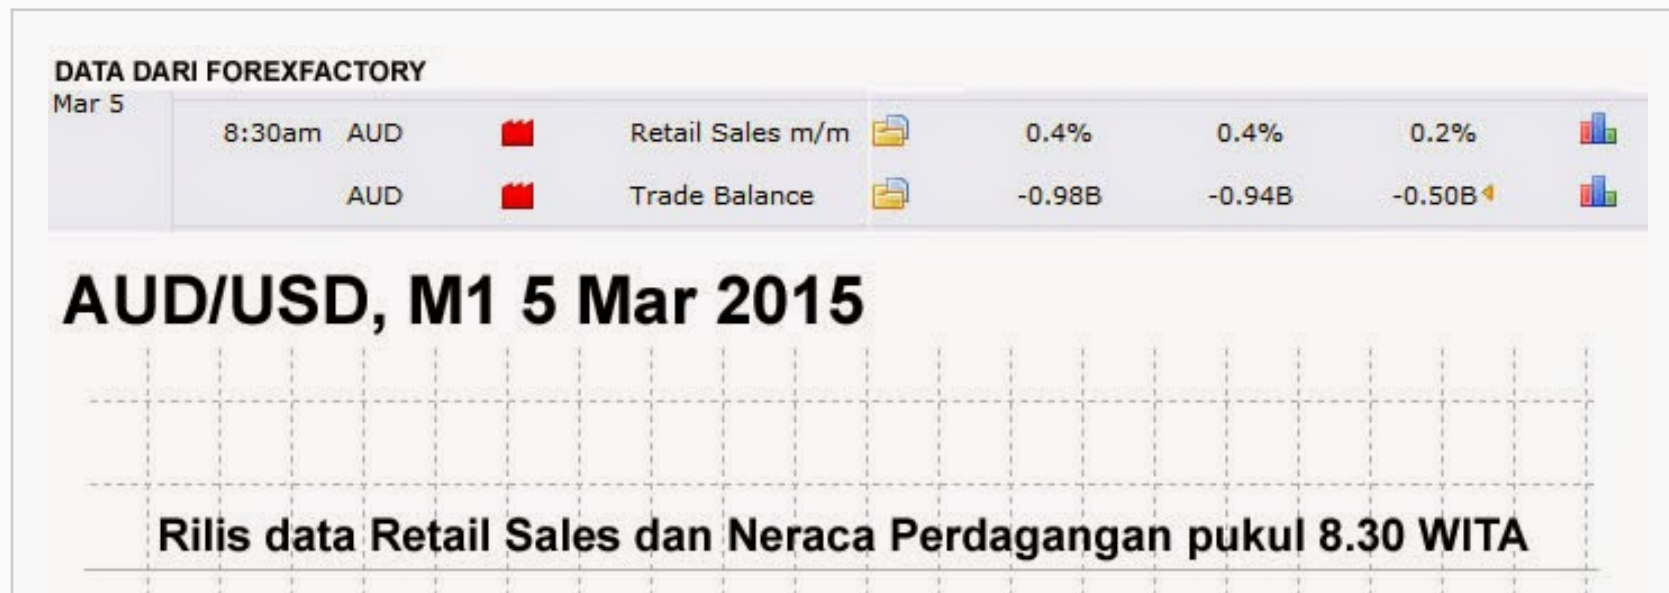 DATA DARI FOREXFACTORY
Mar 5
8:30am AUD Retail Sales m/m 0.4% 0.4% 0.2%
AUD Trade Balance -0.98B -0.94B -0.50B
AUD/USD, M1 5 Mar 2015
Rilis data Retail Sales dan Neraca Perdagangan pukul 8.30 WITA